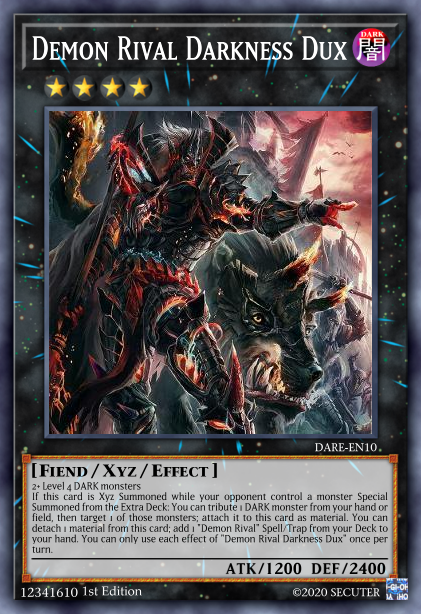 DEMON RIVAL DARKNESS DUX
DARK
闇
DARE-EN10
[FIEND / XYZ / EFFECT]
2+ Level 4 DARK monsters
If this card is Xyz Summoned while your opponent control a monster Special
Summoned from the Extra Deck: You can tribute 1 DARK monster from your hand or
field, then target 1 of those monsters; attach it to this card as material. You can
detach 1 material from this card; add 1 "Demon Rival" Spell/Trap from your Deck to
your hand. You can only use each effect of "Demon Rival Darkness Dux" once per
turn.
ATK/1200 DEF/2400
12341610 1st Edition
©2020 SECUTER